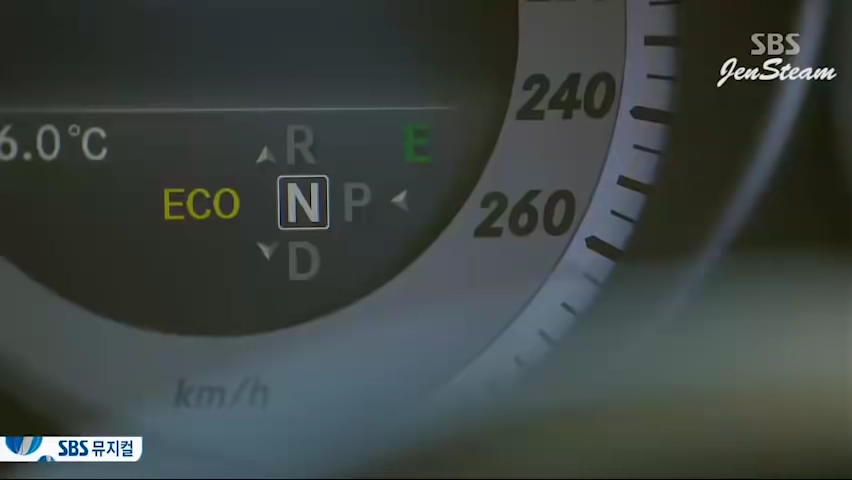 SBS
JenSteam
240
6.0°C
R
E
ECO
N
P
260
D
km/h
SBS 뮤지컬